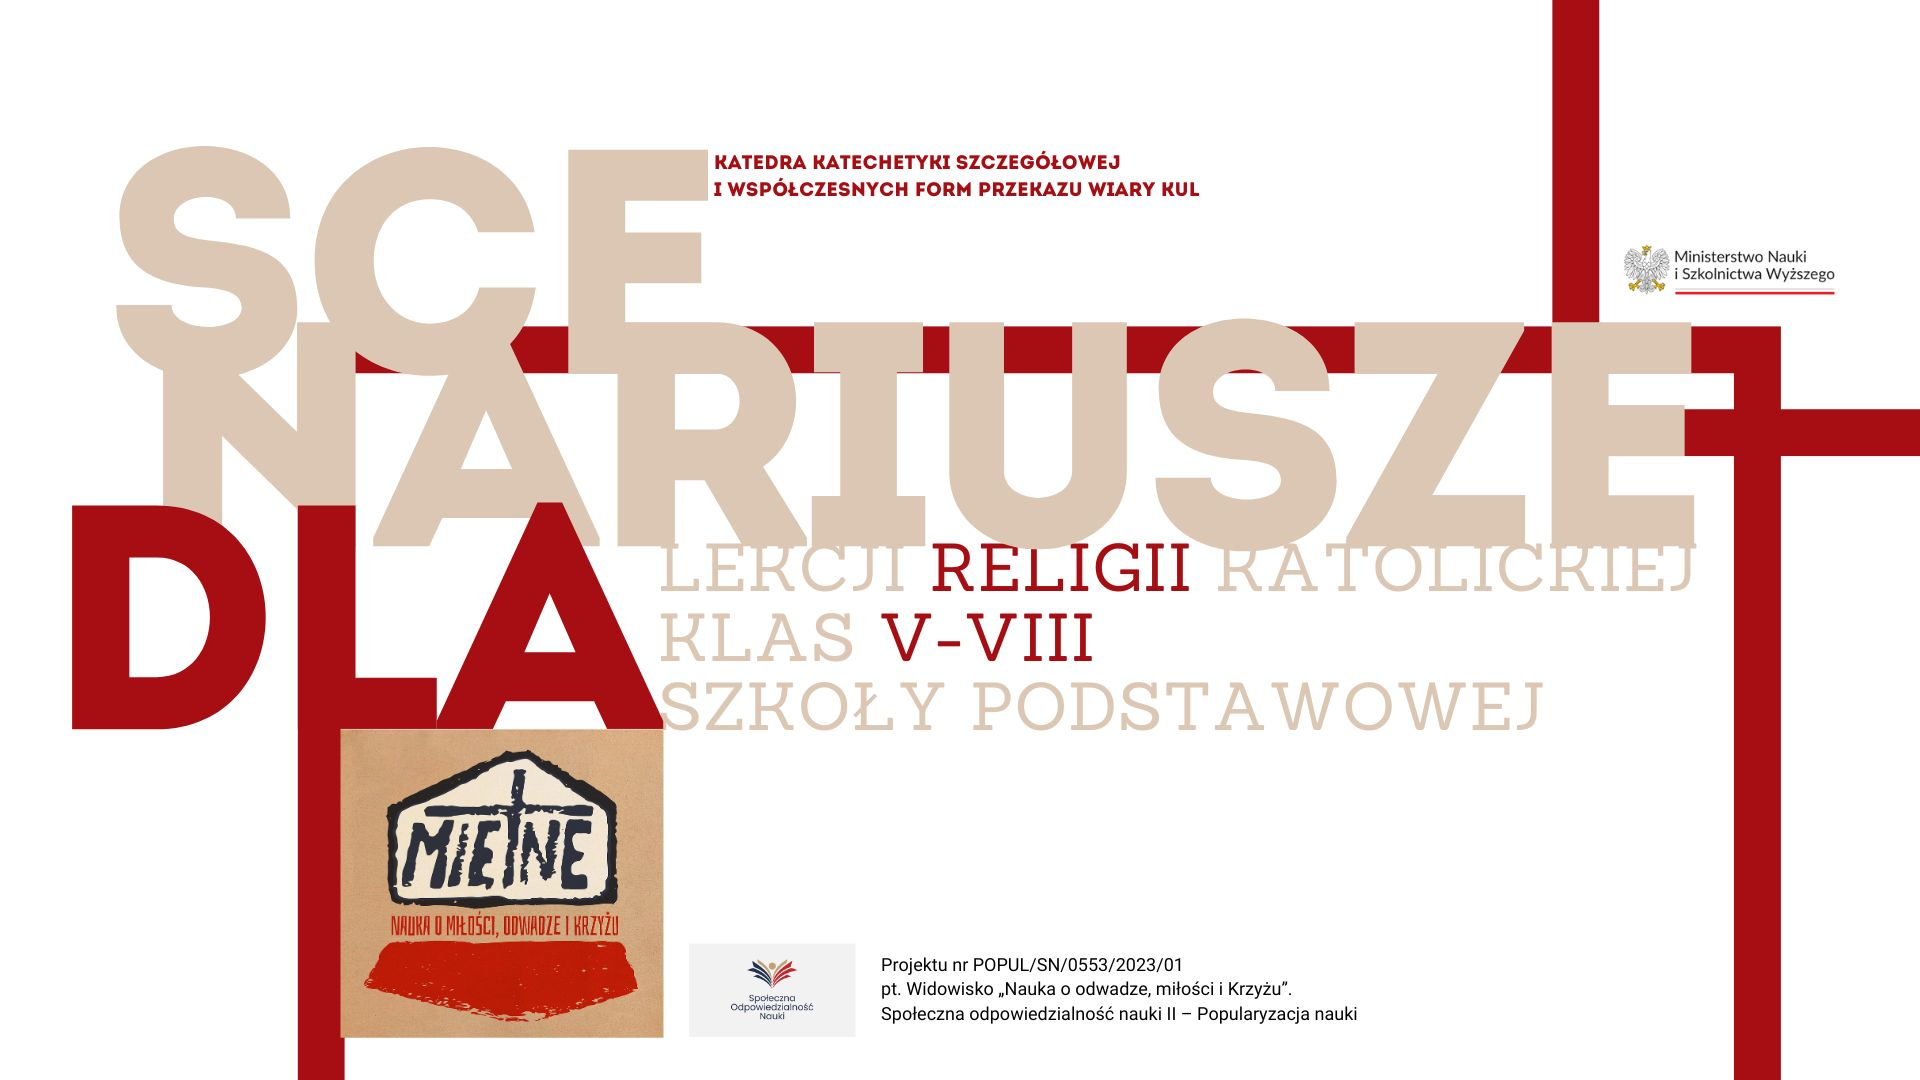 SCE
KATEDRA KATECHETYKI SZCZEGÓŁOWEJ
I WSPÓŁCZESNYCH FORM PRZEKAZU WIARY KUL
Ministerstwo Nauki
i Szkolnictwa Wyższego
NARIUSZE
DLA
LEKCJI RELIGII KATOLICKIEJ
KLAS V-VIII
SZKOŁY PODSTAWOWEJ
MIETNE
NAUKA O MIŁOŚCI, ODWADZE I KRZYŻU
Społeczna
Odpowiedzialność
Nauki
Projektu nr POPUL/SN/0553/2023/01
pt. Widowisko „Nauka o odwadze, miłości i Krzyżu”.
Społeczna odpowiedzialność nauki II – Popularyzacja nauki